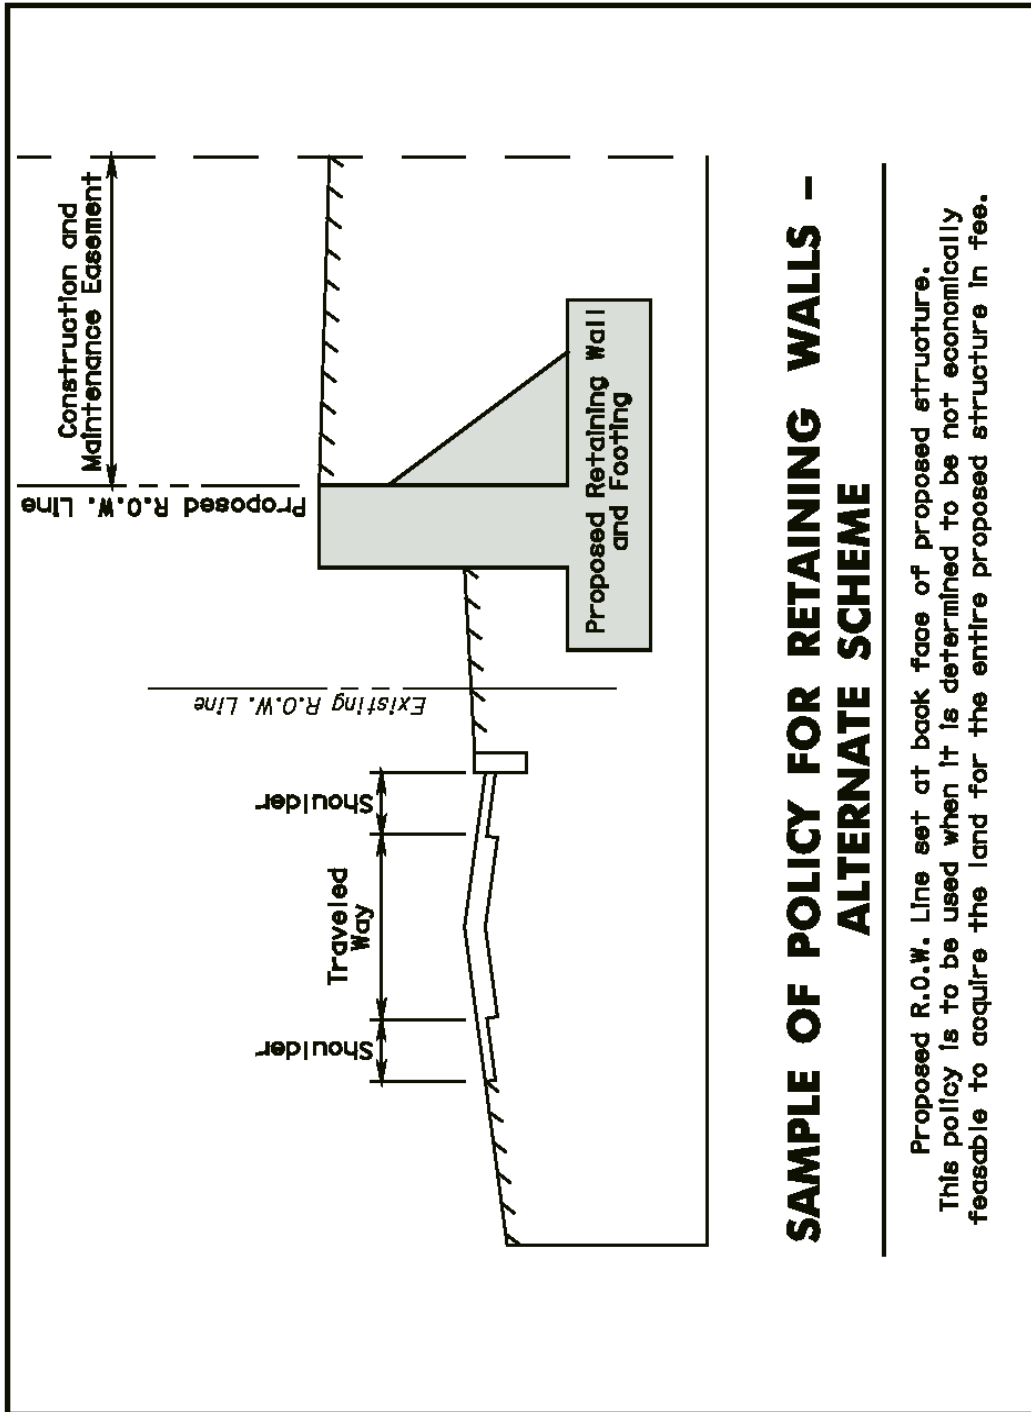 Construction and
Maintenance Easement
Proposed R.O.W. Line
Existing R.O.W. Line
Shoulder
Traveled
Way
Shoulder
Proposed Retaining Wall
and Footing
SAMPLE OF POLICY FOR RETAINING WALLS –
ALTERNATE SCHEME
Proposed R.O.W. Line set at back face of proposed structure.
This policy is to be used when it is determined to be not economically
feasable to acquire the land for the entire proposed structure in fee.